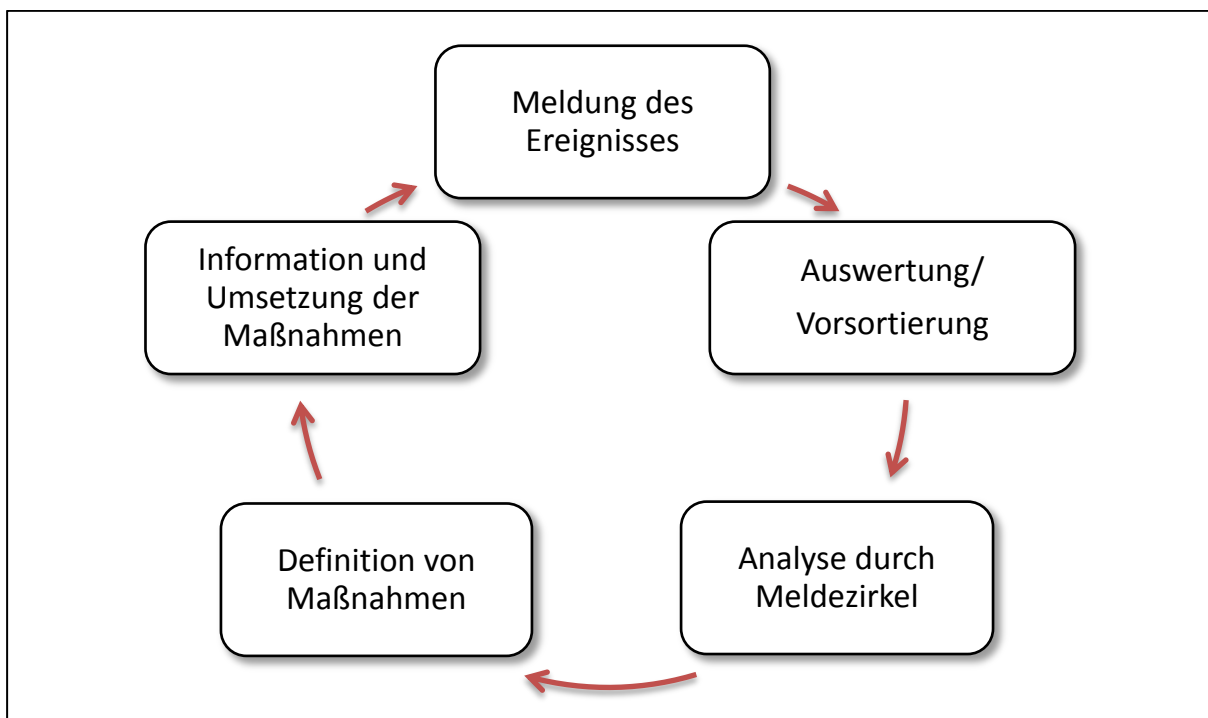 Meldung des
Ereignisses
Auswertung/
Vorsortierung
Analyse durch
Meldezirkel
Definition von
Maßnahmen
Information und
Umsetzung der
Maßnahmen